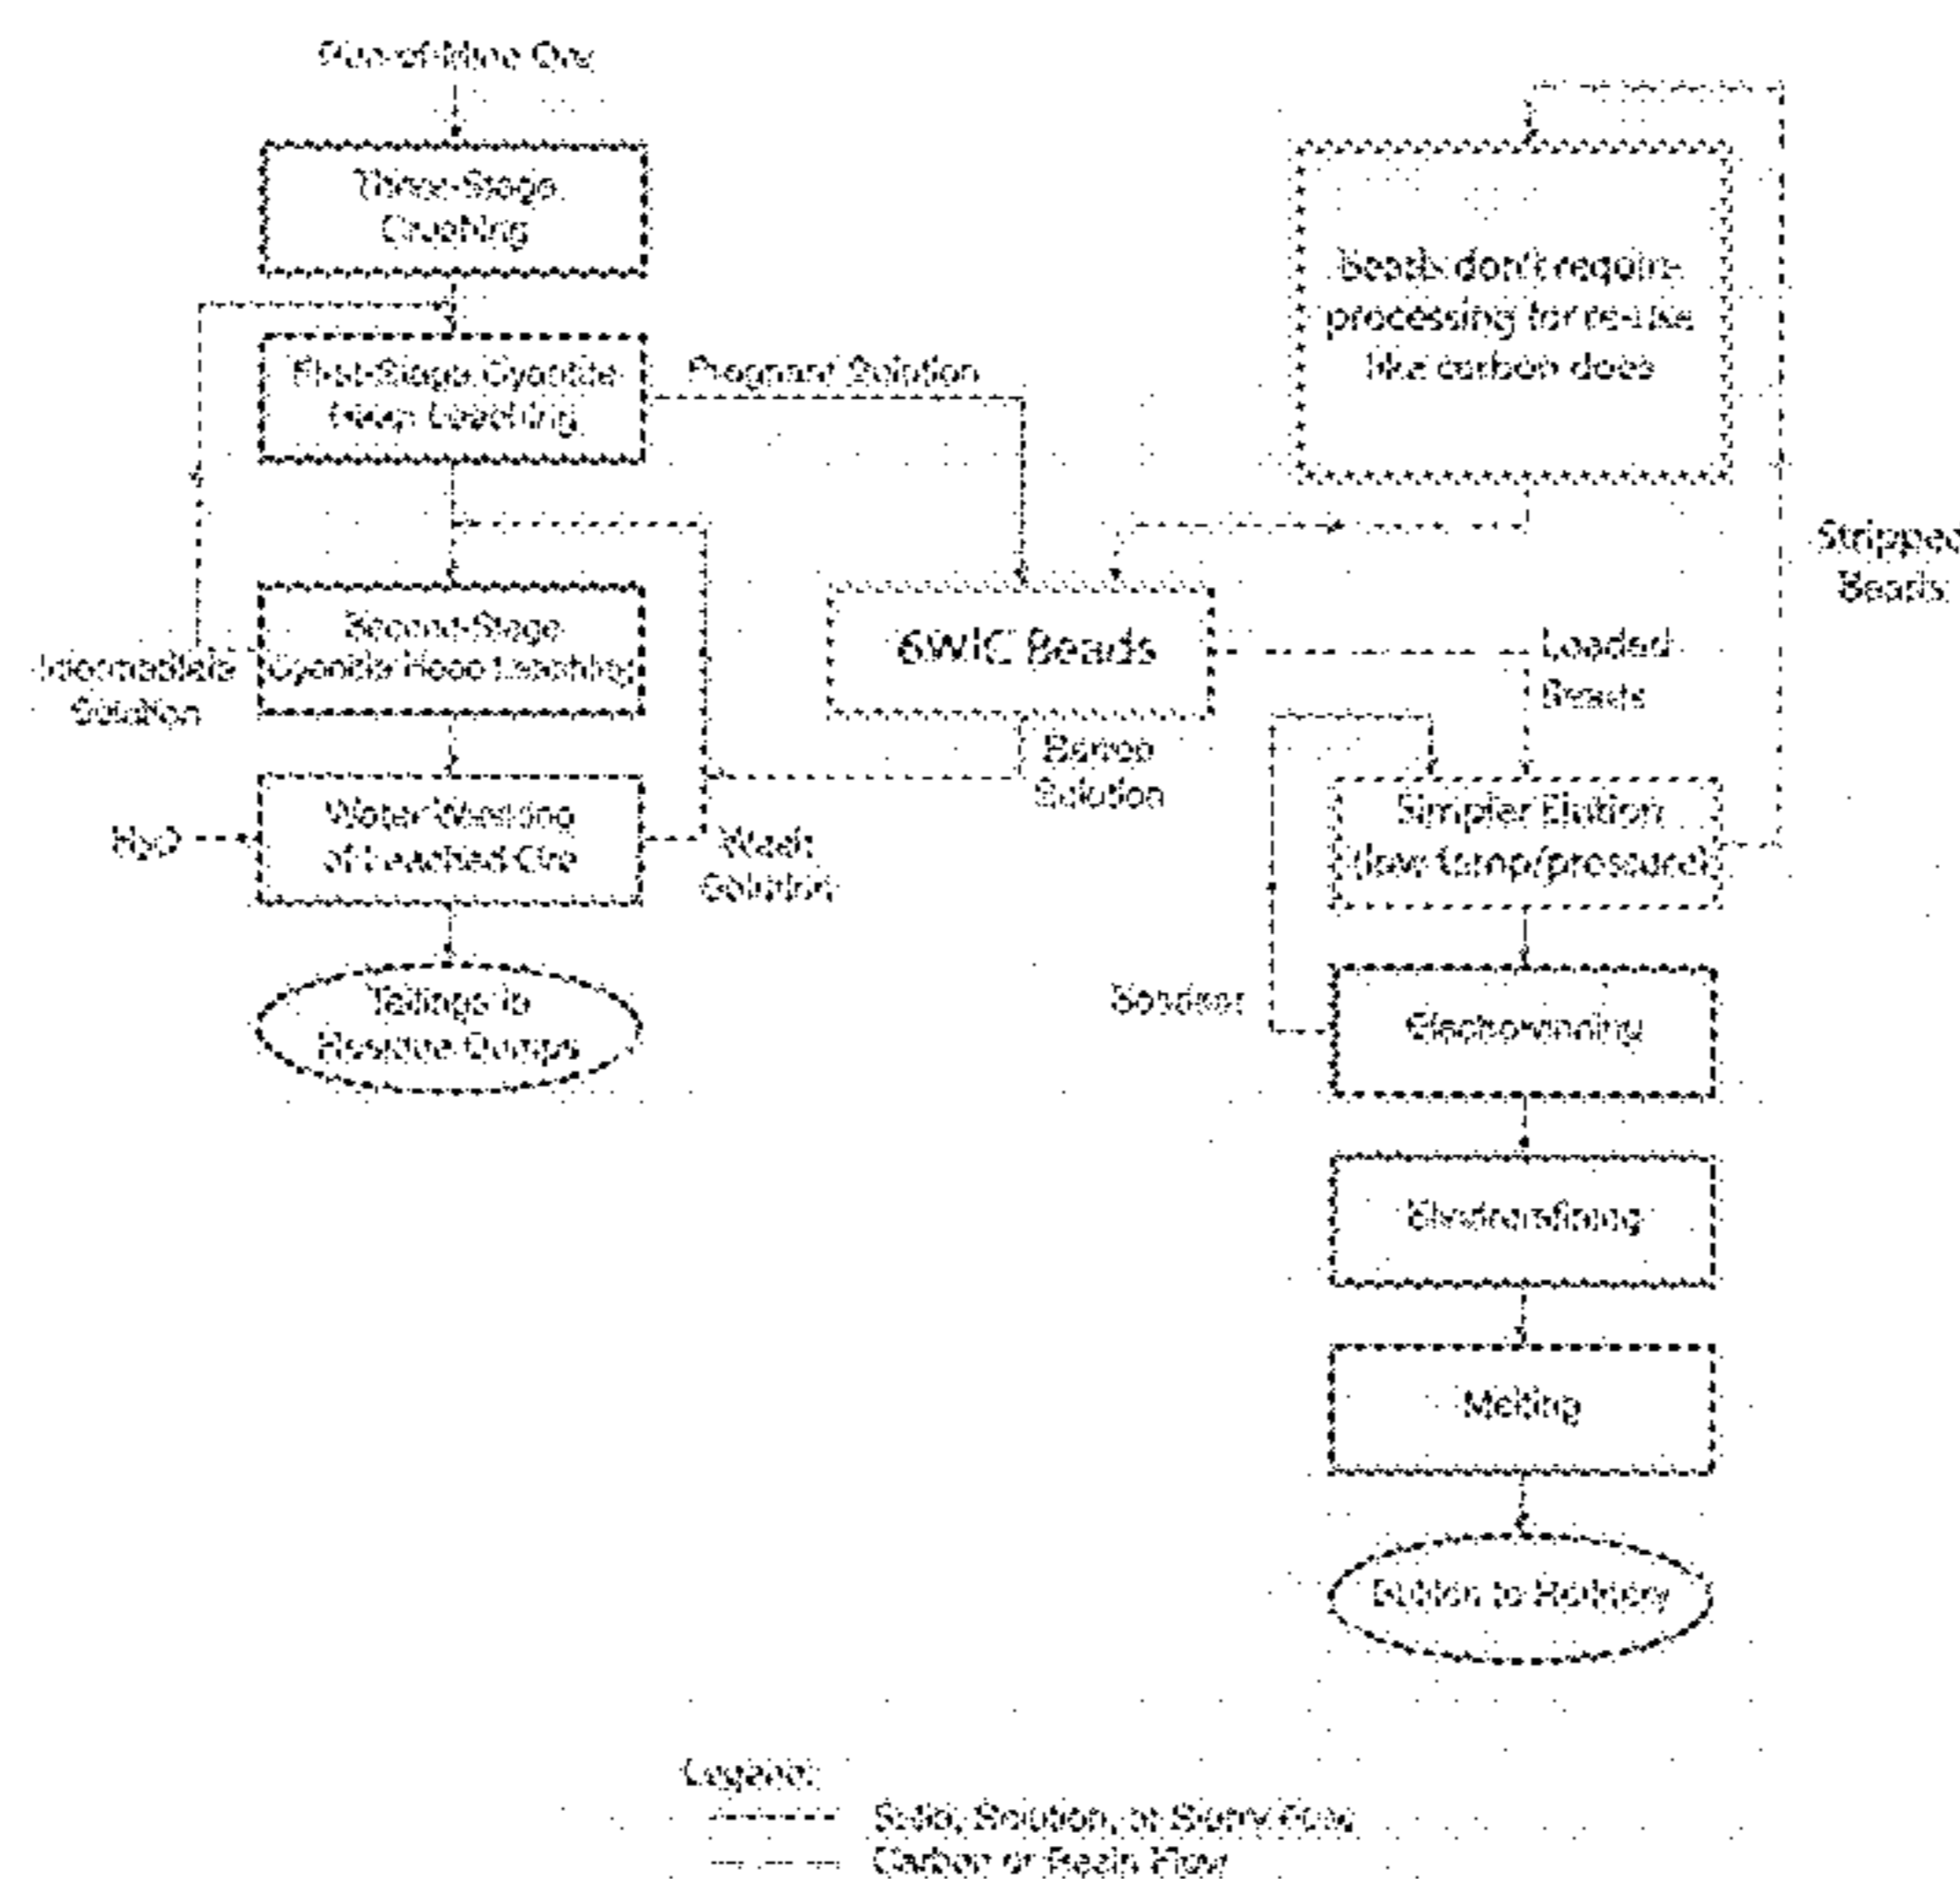 Run-of-Mine Ore
Three-Stage
Crushing
First-Stage Cyanide
Heap Leaching
Pregnant Solution
Beads don't require
processing for re-use
like carbon does
Stripped
Beads
Second-Stage
Cyanide Heap Leaching
Intermediate
Solution
6WIC Beads
Loaded
Beads
Barren
Solution
H₂O
Water Washing
of Leached Ore
Wash
Solution
Simpler Elution
(low temp/pressure)
Tailings to
Residue Dumps
Electrowinning
Electrorefining
Melting
Bullion to Refinery
Legend:
Solid, Solution, or Slurry Flow
Carbon or Resin Flow